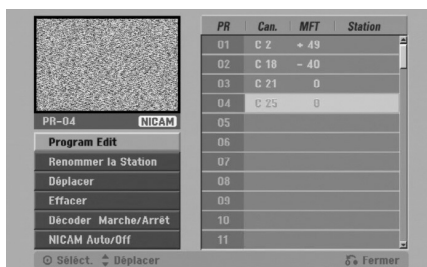 PR Can. MFT Station
01 C 2 + 49
02 C 18 - 40
03 C 21 0
04 C 25 0
05
06
07
08
09
10
11
PR-04 NICAM
Program Edit
Renommer la Station
Déplacer
Effacer
Décoder Marche/Arrêt
NICAM Auto/Off
Séléct. Déplacer Fermer